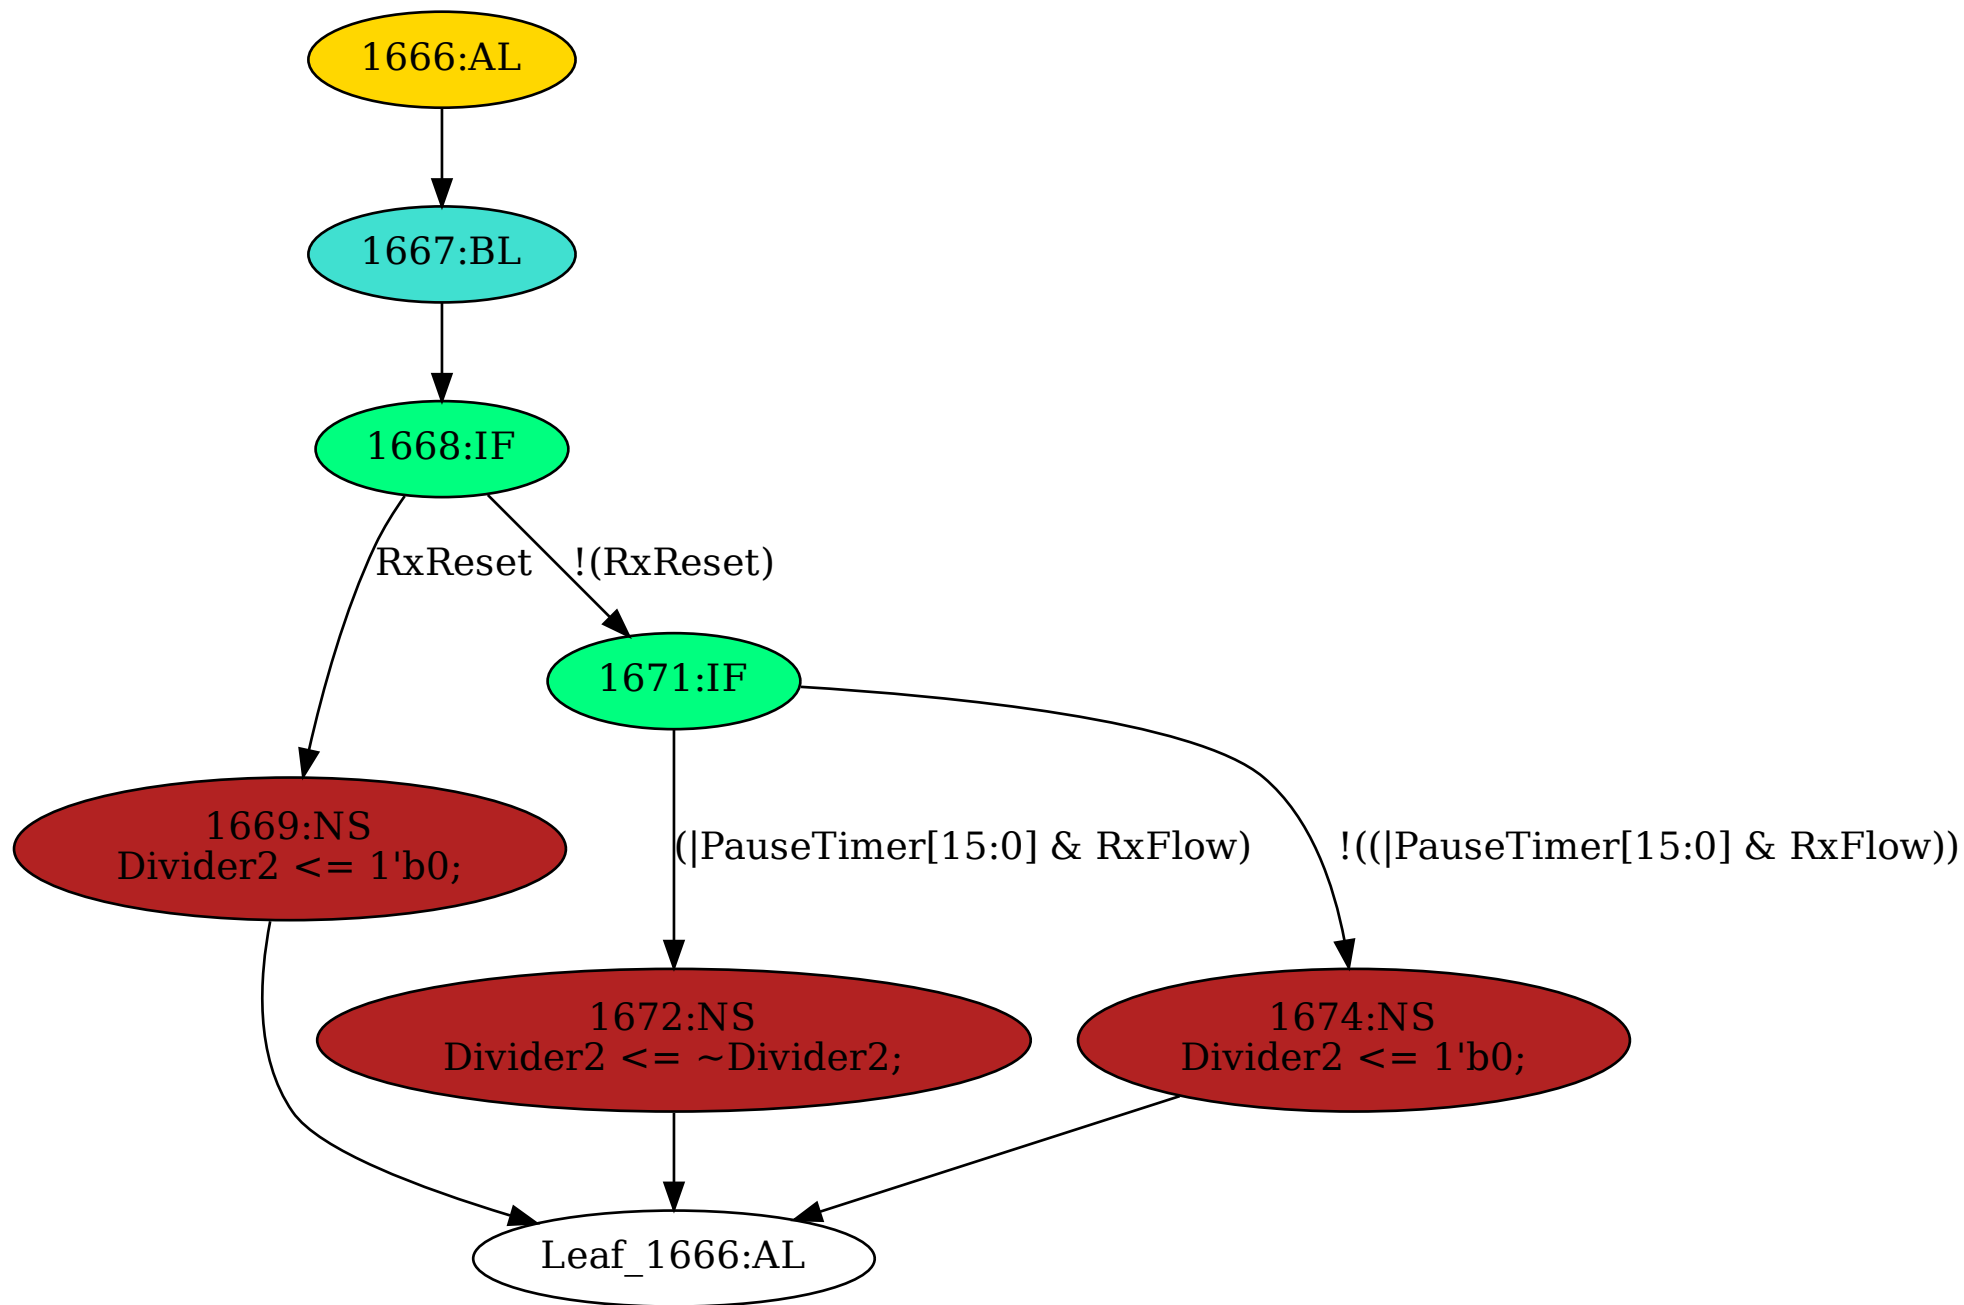 1666:AL
1667:BL
1668:IF
RxReset
!(RxReset)
1671:IF
1669:NS
Divider2 <= 1'b0;
(|PauseTimer[15:0] & RxFlow)
!((|PauseTimer[15:0] & RxFlow))
1672:NS
Divider2 <= ~Divider2;
1674:NS
Divider2 <= 1'b0;
Leaf_1666:AL